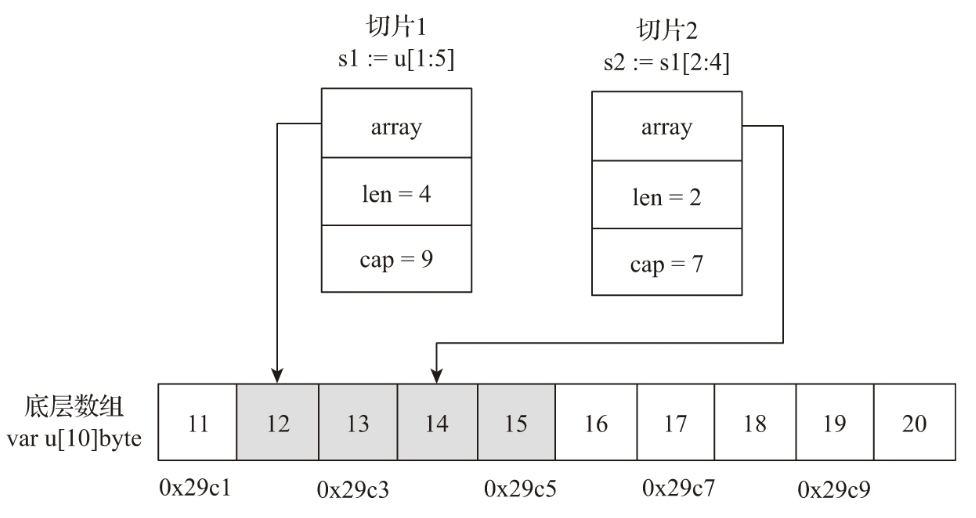 切片1
s1 := u[1:5]
array
len = 4
cap = 9
切片2
s2 := s1[2:4]
array
len = 2
cap = 7
底层数组
var u[10]byte
11 12 13 14 15 16 17 18 19 20
0x29c1 0x29c3 0x29c5 0x29c7 0x29c9